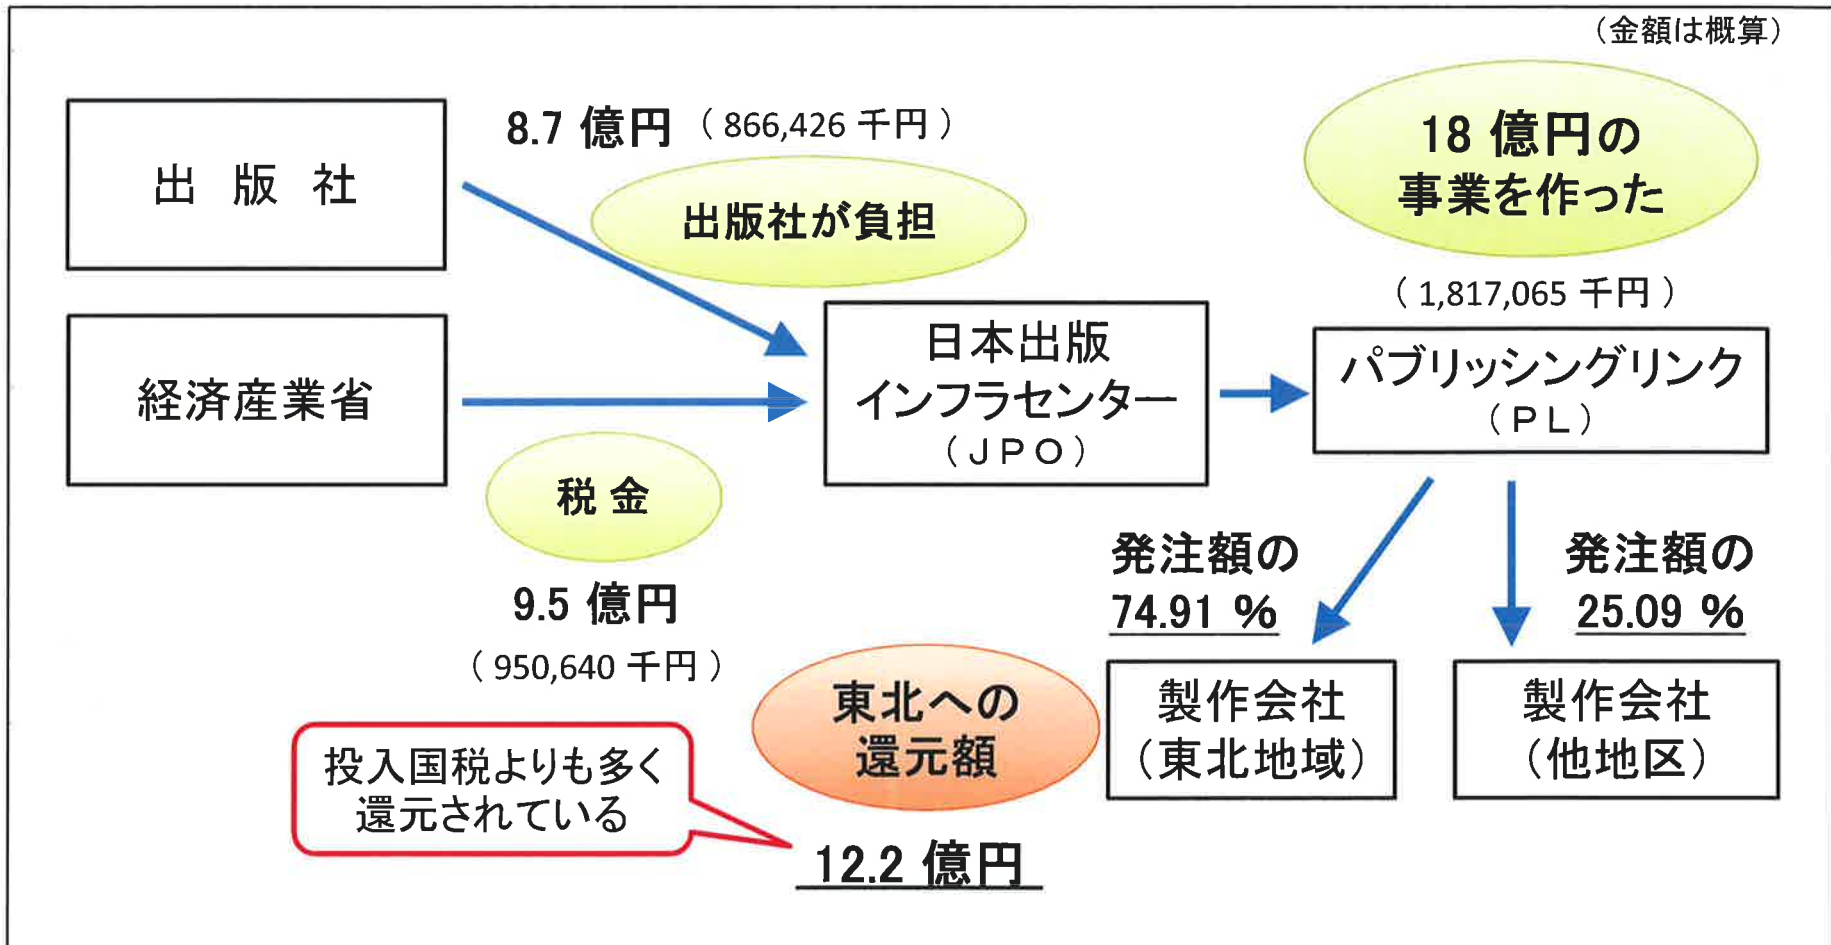 （金額は概算）
出 版 社
8.7 億円 （ 866,426 千円 ）
出版社が負担
18 億円の
事業を作った
（ 1,817,065 千円 ）
経済産業省
税 金
9.5 億円
（ 950,640 千円 ）
日本出版
インフラセンター
（ＪＰＯ）
パブリッシングリンク
（ＰＬ）
発注額の
74.91 %
発注額の
25.09 %
製作会社
（東北地域）
製作会社
（他地区）
東北への
還元額
投入国税よりも多く
還元されている
12.2 億円